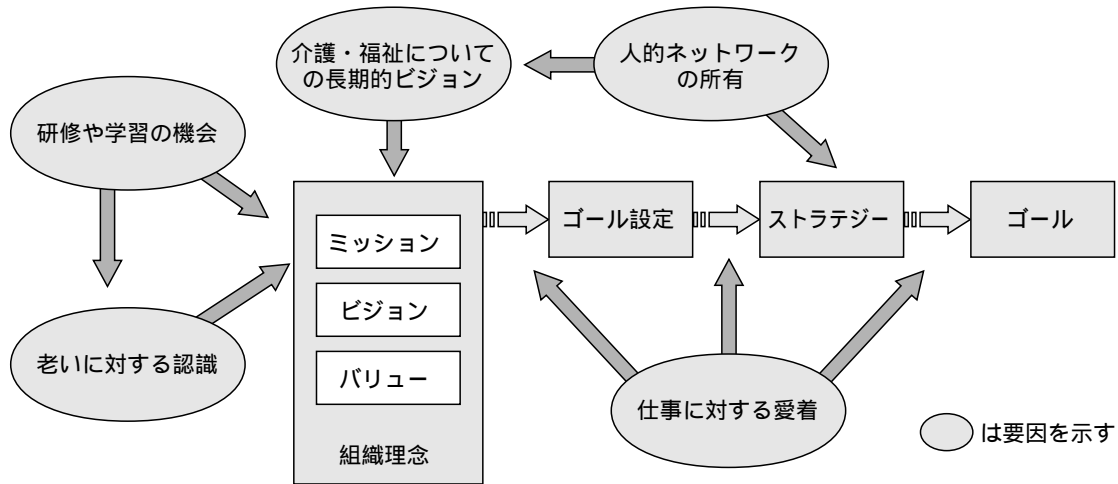 介護・福祉について
の長期的ビジョン
人的ネットワーク
の所有
研修や学習の機会
ミッション
ビジョン
バリュー
組織理念
ゴール設定
ストラテジー
ゴール
老いに対する認識
仕事に対する愛着
は要因を示す